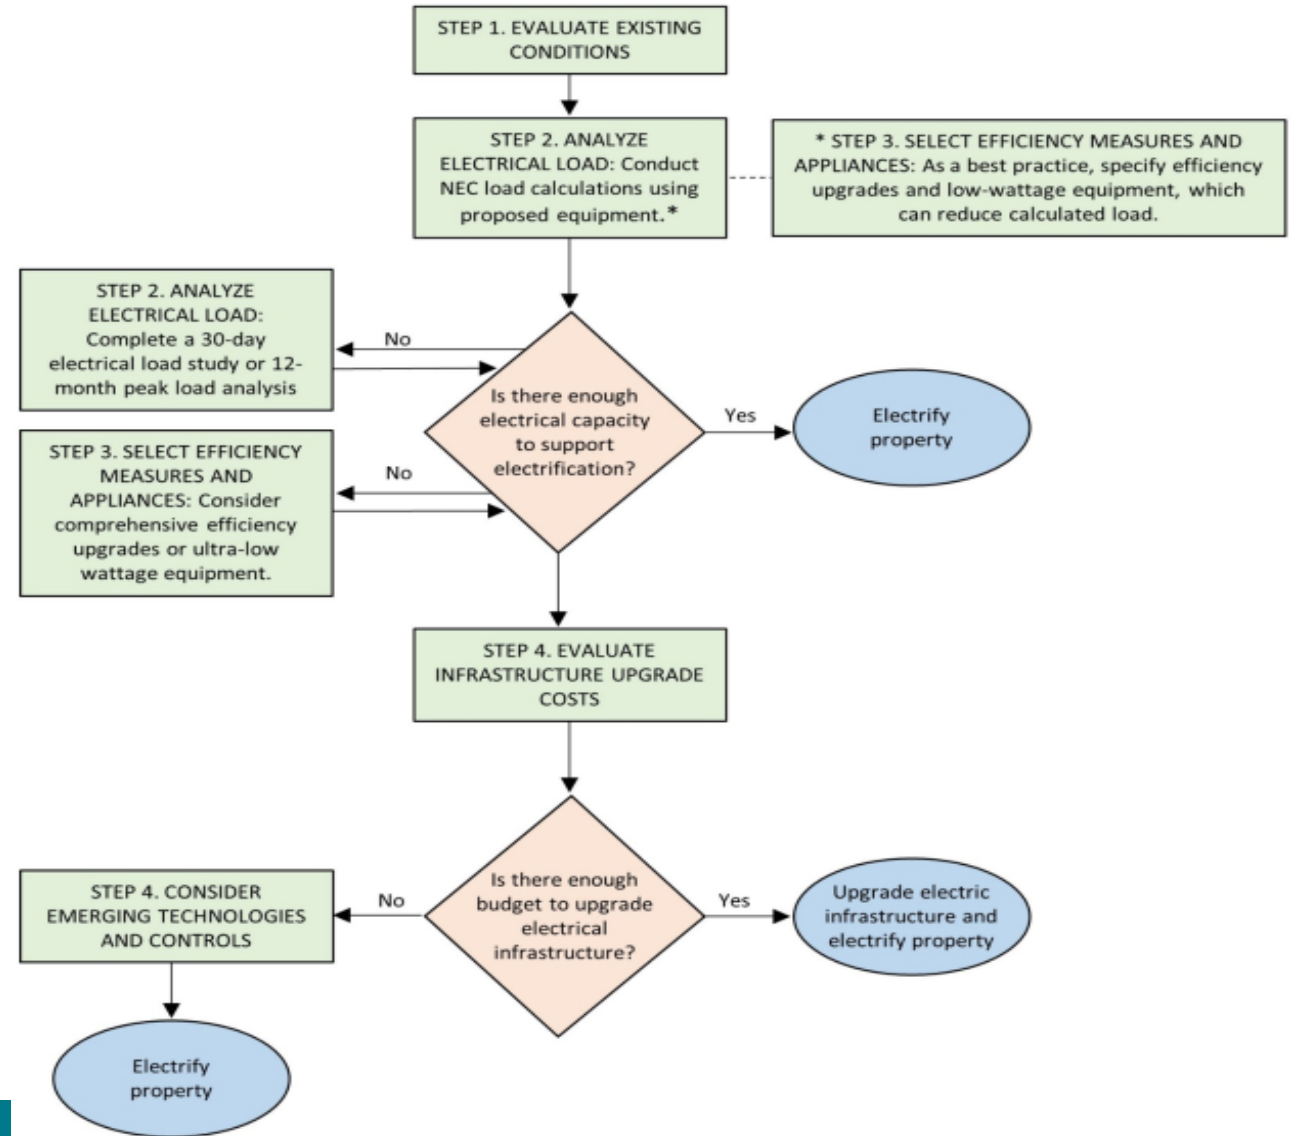 STEP 1. EVALUATE EXISTING
CONDITIONS
STEP 2. ANALYZE
ELECTRICAL LOAD: Conduct
NEC load calculations using
proposed equipment.*
* STEP 3. SELECT EFFICIENCY MEASURES AND
APPLIANCES: As a best practice, specify efficiency
upgrades and low-wattage equipment, which
can reduce calculated load.
STEP 2. ANALYZE
ELECTRICAL LOAD:
Complete a 30-day
electrical load study or 12-
month peak load analysis
No
Is there enough
electrical capacity
to support
electrification?
Yes
Electrify
property
STEP 3. SELECT EFFICIENCY
MEASURES AND
APPLIANCES: Consider
comprehensive efficiency
upgrades or ultra-low
wattage equipment.
No
STEP 4. EVALUATE
INFRASTRUCTURE UPGRADE
COSTS
Is there enough
budget to upgrade
electrical
infrastructure?
Yes
Upgrade electric
infrastructure and
electrify property
No
STEP 4. CONSIDER
EMERGING TECHNOLOGIES
AND CONTROLS
Electrify
property